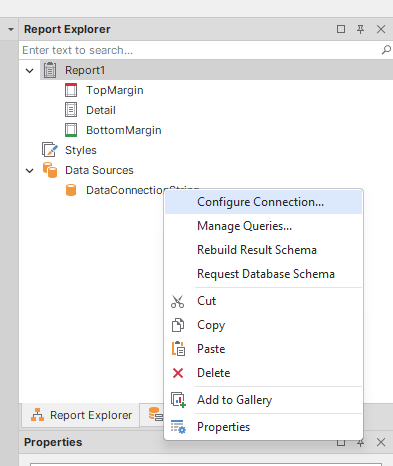 Report Explorer
Enter text to search...
Report1
TopMargin
Detail
BottomMargin
Styles
Data Sources
DataConnectionString
Configure Connection...
Manage Queries...
Rebuild Result Schema
Request Database Schema
Cut
Copy
Paste
Delete
Add to Gallery
Properties
Report Explorer
Properties